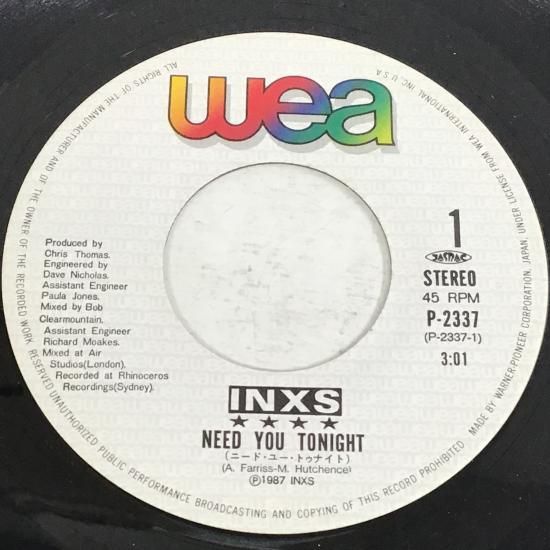 wea
Produced by
Chris Thomas.
Engineered by
Dave Nicholas.
Assistant Engineer
Paula Jones.
Mixed by Bob
Clearmountain.
Assistant Engineer
Richard Moakes.
Mixed at Air
Studios(London).
Recorded at Rhinoceros
Recordings(Sydney).
1
JASRAC
STEREO
45 RPM
P-2337
(P-2337-1)
3:01
INXS
★ ★ ★ ★
NEED YOU TONIGHT
(ニード・ユー・トゥナイト)
(A. Farriss-M. Hutchence)
Ⓟ1987 INXS
ALL RIGHTS OF THE MANUFACTURER AND OF THE OWNER OF THE RECORDED WORK RESERVED UNAUTHORIZED PUBLIC PERFORMANCE BROADCASTING AND COPYING OF THIS RECORD PROHIBITED
MADE BY WARNER-PIONEER CORPORATION, JAPAN, UNDER LICENSE FROM WEA INTERNATIONAL INC, U.S.A